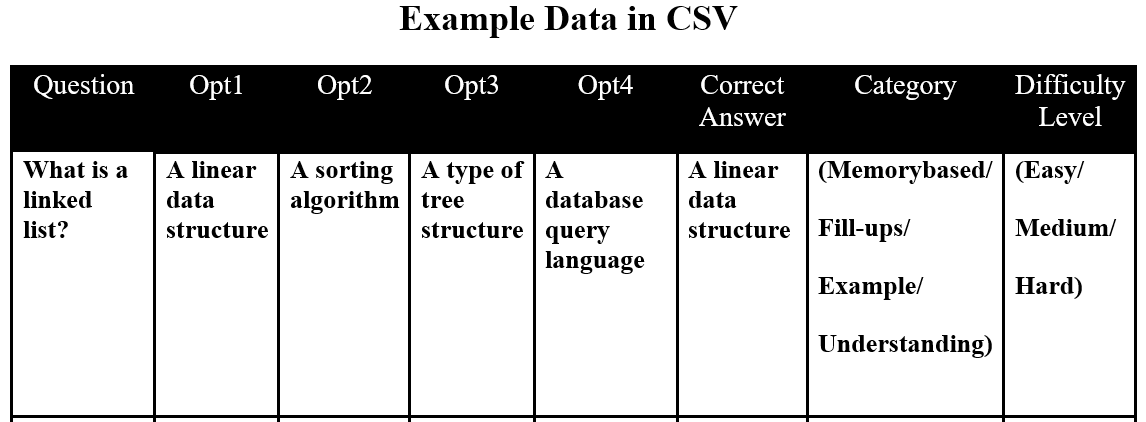 Example Data in CSV
Question
Opt1
Opt2
Opt3
Opt4
Correct
Answer
Category
Difficulty
Level
What is a
linked
list?
A linear
data
structure
A sorting
algorithm
A type of
tree
structure
A
database
query
language
A linear
data
structure
(Memorybased/
Fill-ups/
Example/
Understanding)
(Easy/
Medium/
Hard)